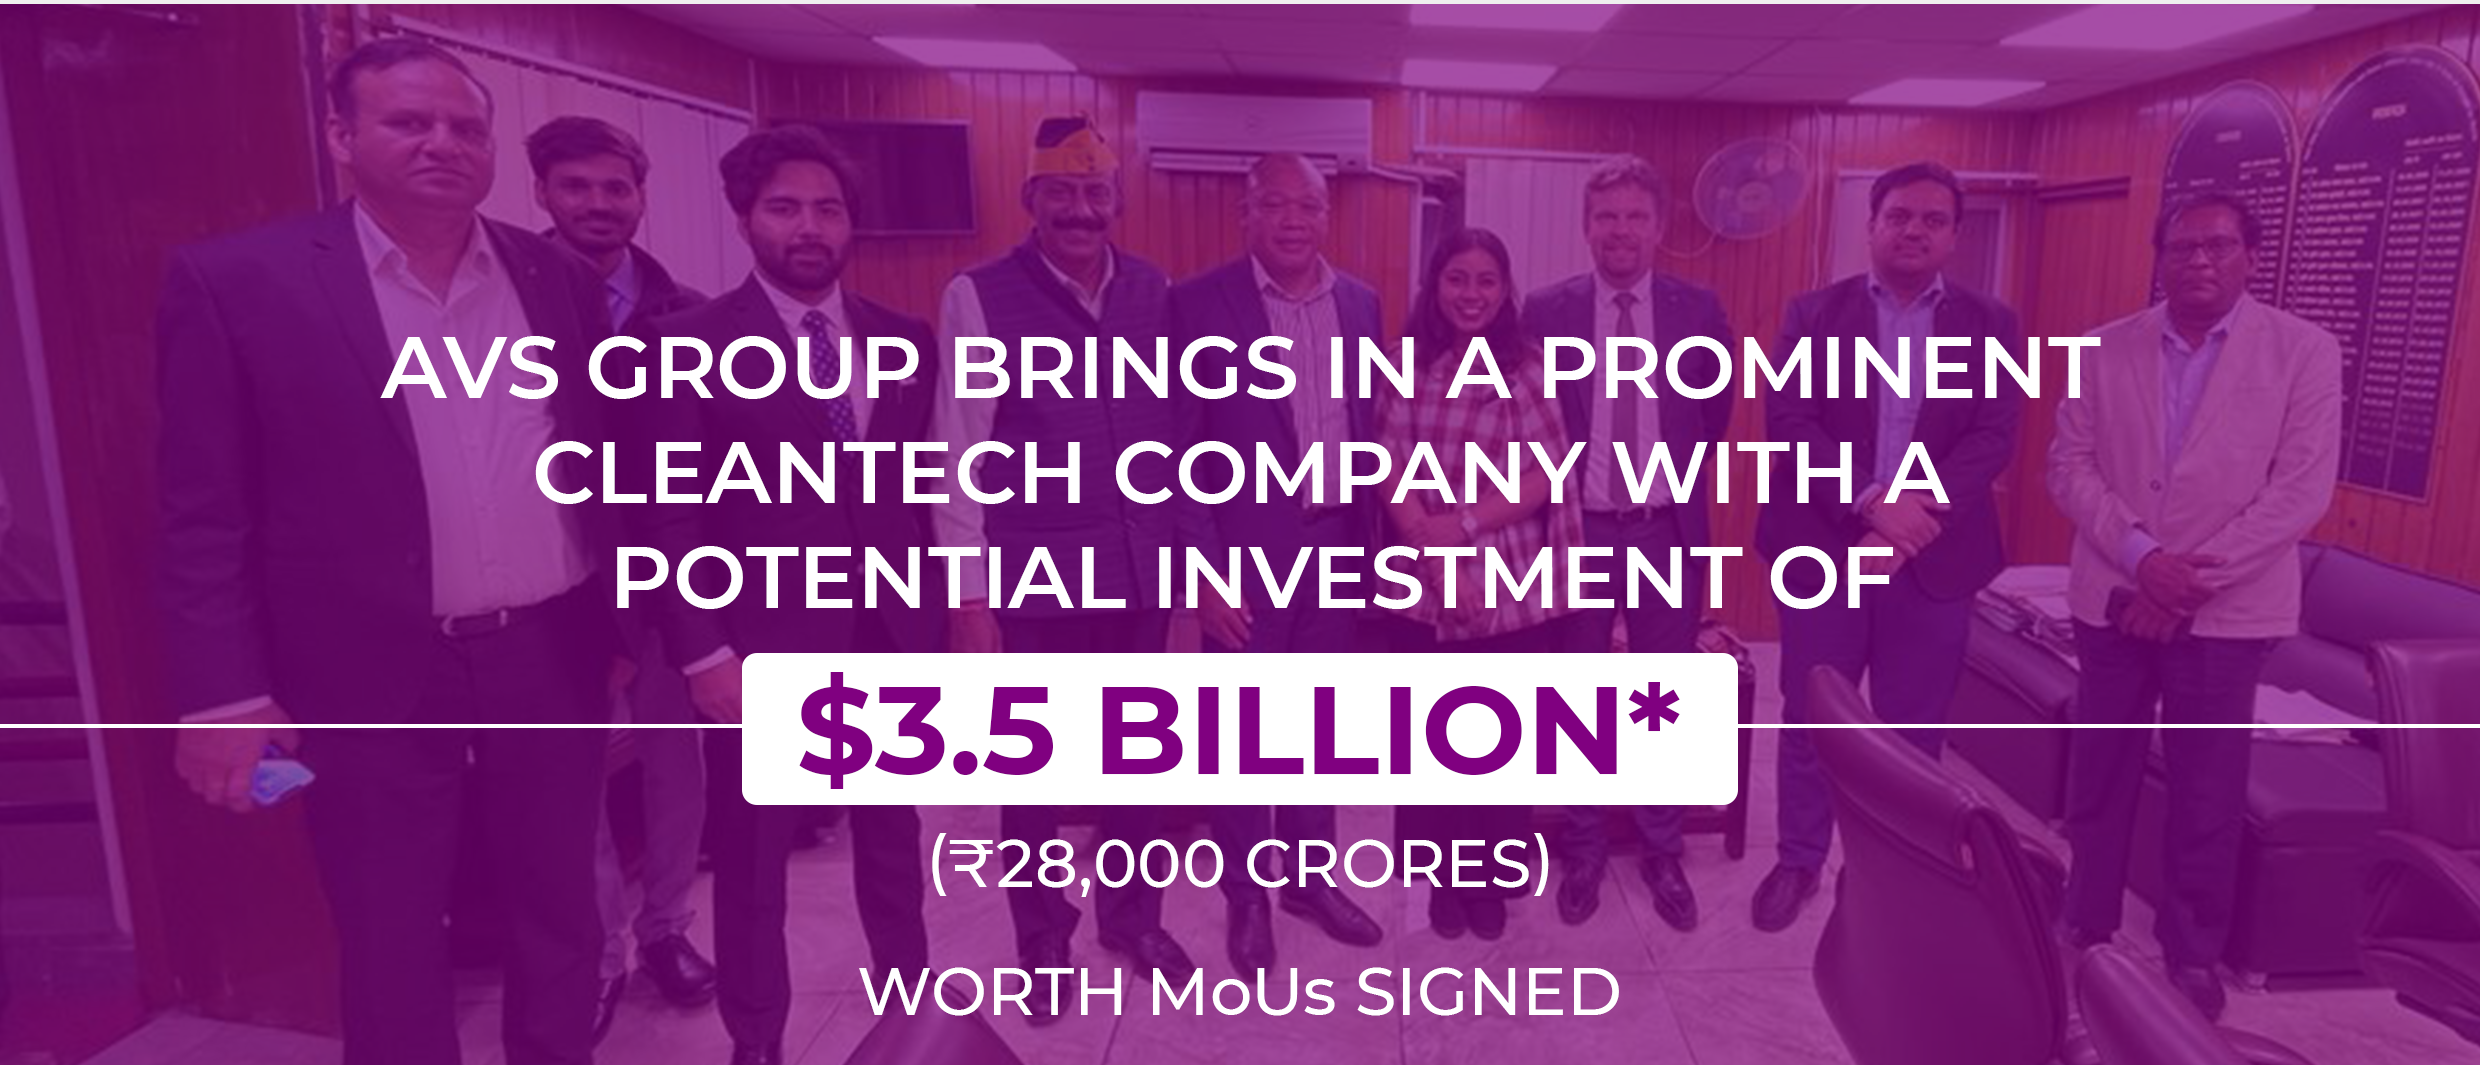 AVS GROUP BRINGS IN A PROMINENT
CLEANTECH COMPANY WITH A
POTENTIAL INVESTMENT OF
$3.5 BILLION*
(₹28,000 CRORES)
WORTH MoUs SIGNED